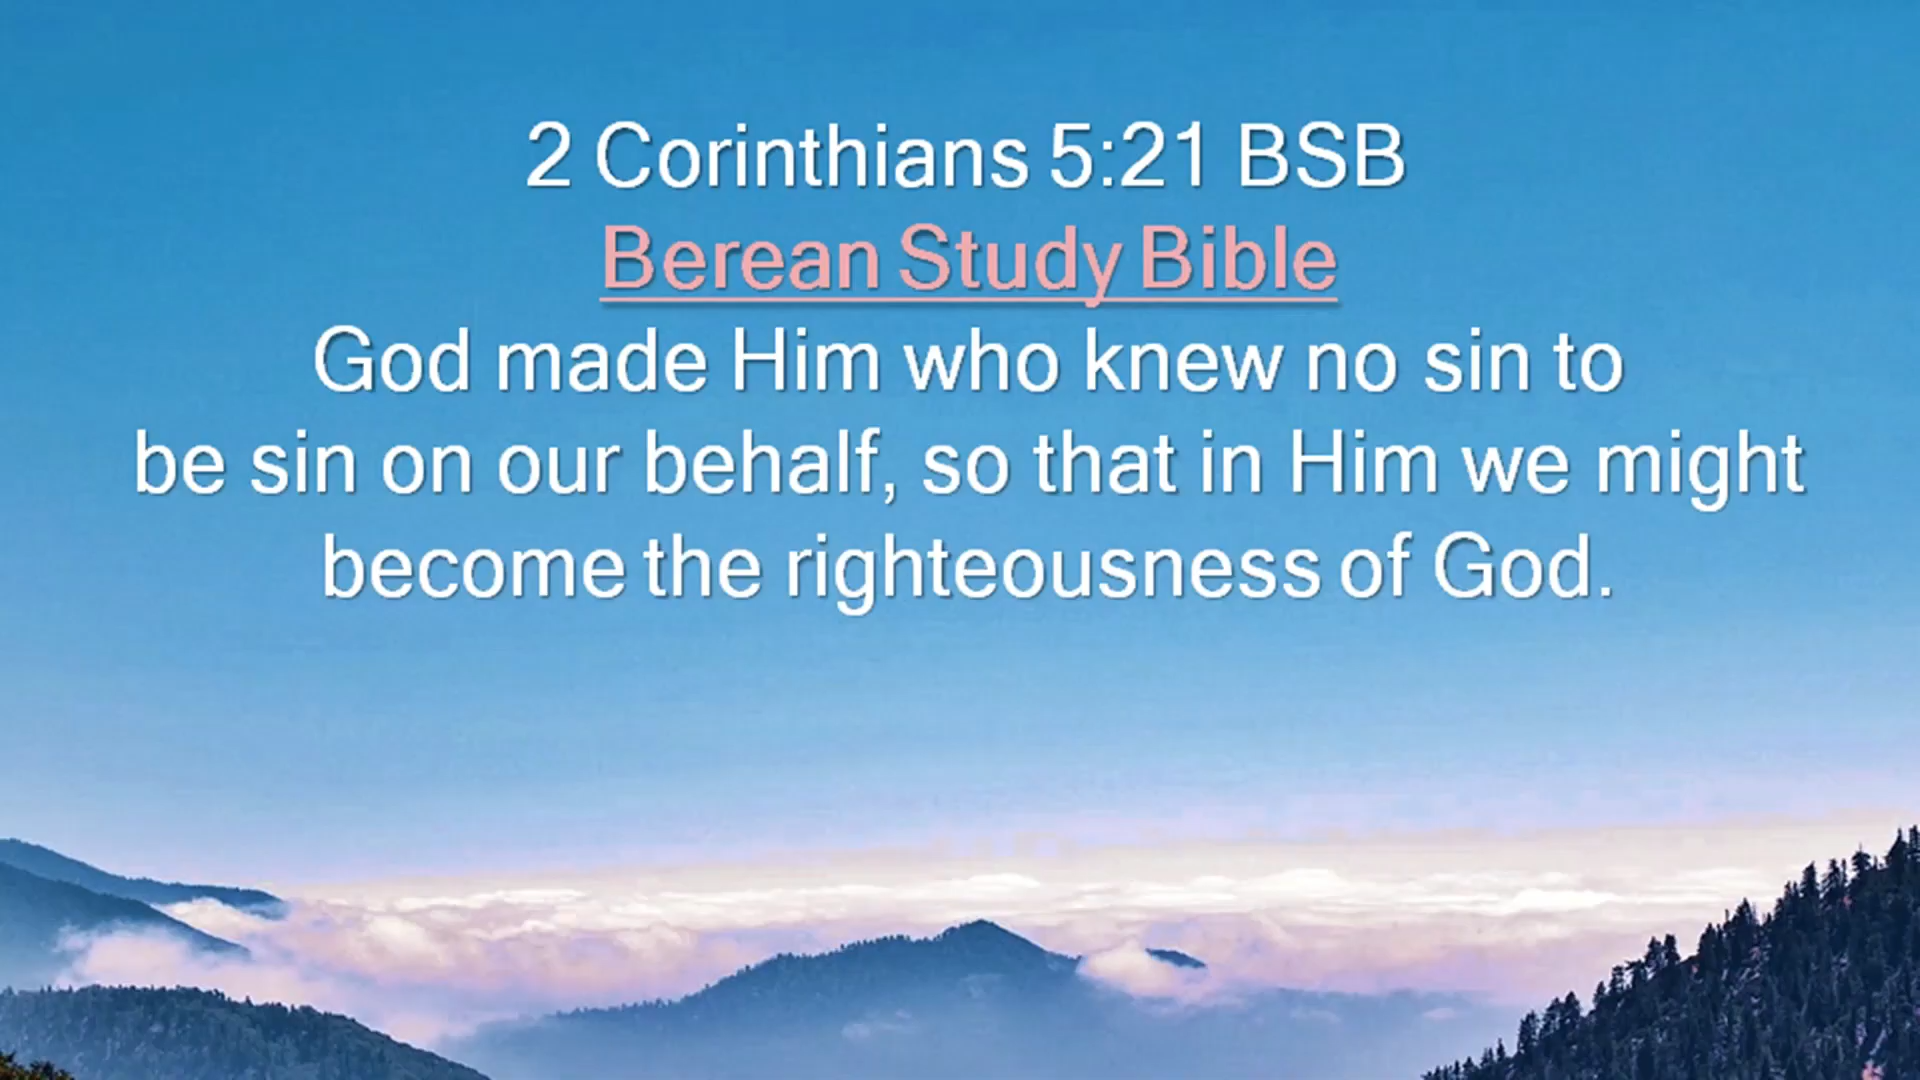 2 Corinthians 5:21 BSB
Berean Study Bible
God made Him who knew no sin to
be sin on our behalf, so that in Him we might
become the righteousness of God.